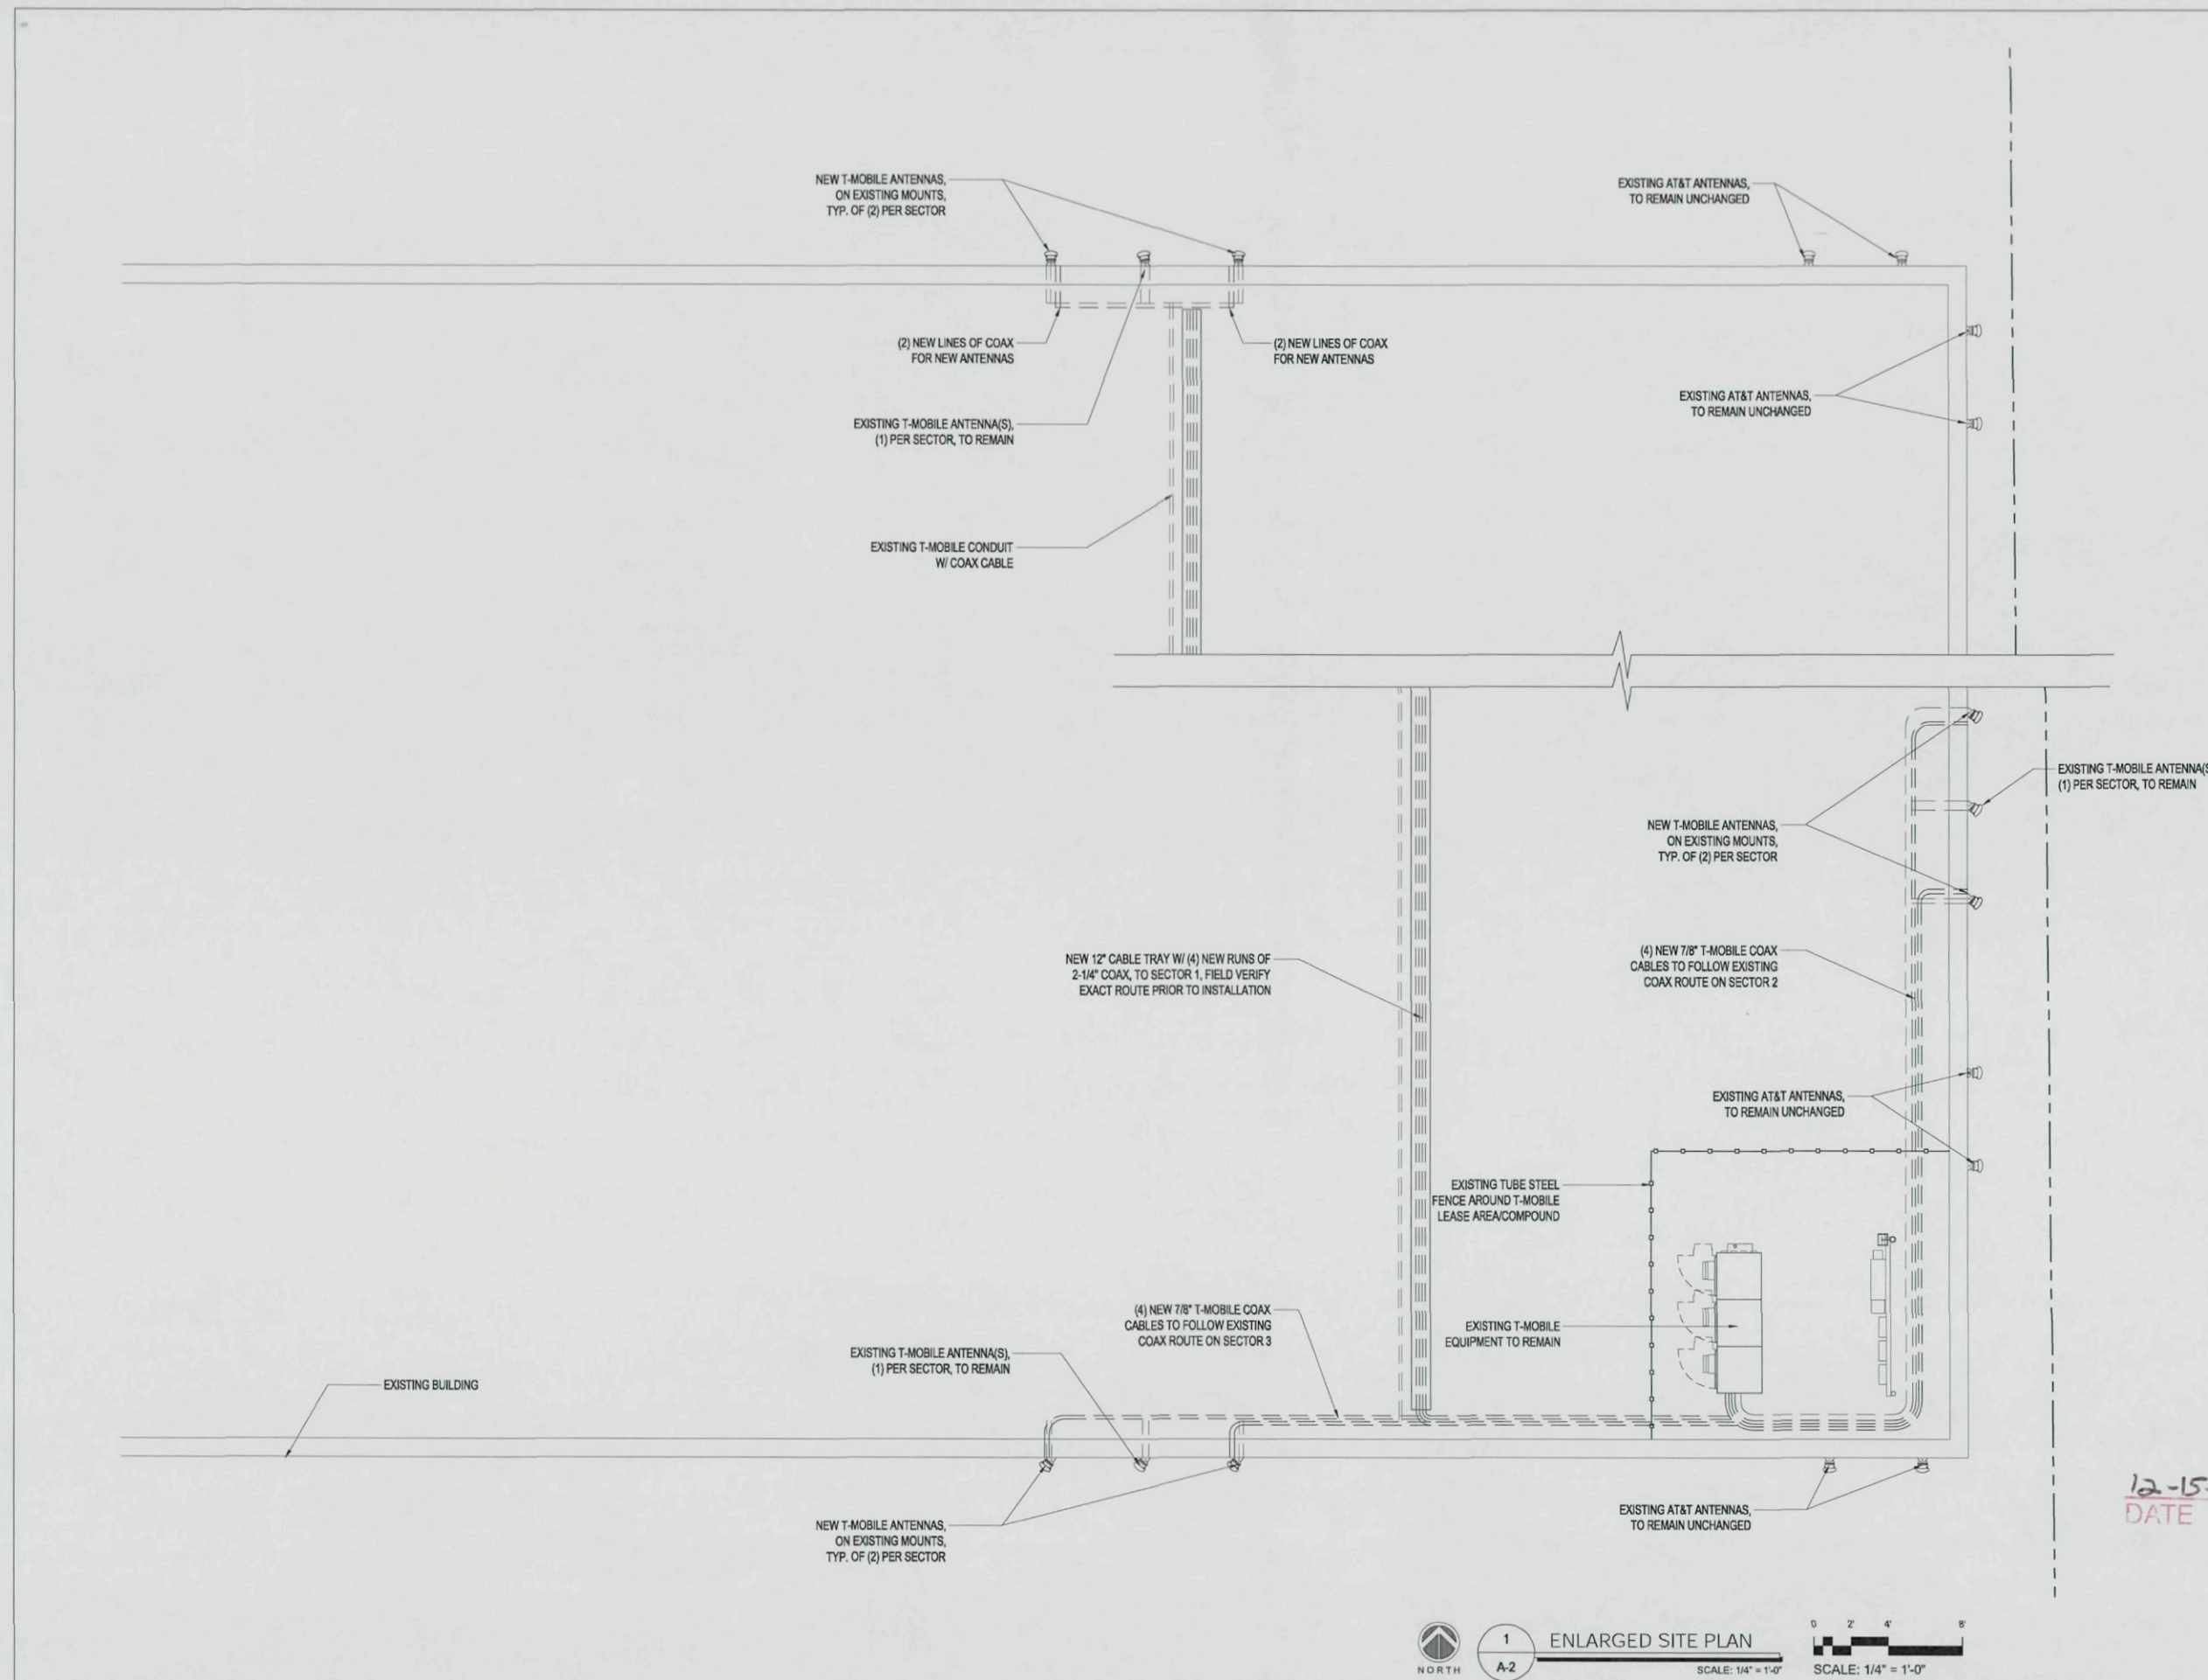 NEW T-MOBILE ANTENNAS,
ON EXISTING MOUNTS,
TYP. OF (2) PER SECTOR
EXISTING AT&T ANTENNAS,
TO REMAIN UNCHANGED
(2) NEW LINES OF COAX
FOR NEW ANTENNAS
(2) NEW LINES OF COAX
FOR NEW ANTENNAS
EXISTING AT&T ANTENNAS,
TO REMAIN UNCHANGED
EXISTING T-MOBILE ANTENNA(S),
(1) PER SECTOR, TO REMAIN
EXISTING T-MOBILE CONDUIT
W/ COAX CABLE
EXISTING T-MOBILE ANTENNA(S
(1) PER SECTOR, TO REMAIN
NEW T-MOBILE ANTENNAS,
ON EXISTING MOUNTS,
TYP. OF (2) PER SECTOR
NEW 12" CABLE TRAY W/ (4) NEW RUNS OF
2-1/4" COAX, TO SECTOR 1, FIELD VERIFY
EXACT ROUTE PRIOR TO INSTALLATION
(4) NEW 7/8" T-MOBILE COAX
CABLES TO FOLLOW EXISTING
COAX ROUTE ON SECTOR 2
EXISTING AT&T ANTENNAS,
TO REMAIN UNCHANGED
EXISTING TUBE STEEL
FENCE AROUND T-MOBILE
LEASE AREA/COMPOUND
(4) NEW 7/8" T-MOBILE COAX
CABLES TO FOLLOW EXISTING
COAX ROUTE ON SECTOR 3
EXISTING T-MOBILE
EQUIPMENT TO REMAIN
EXISTING T-MOBILE ANTENNA(S),
(1) PER SECTOR, TO REMAIN
EXISTING BUILDING
NEW T-MOBILE ANTENNAS,
ON EXISTING MOUNTS,
TYP. OF (2) PER SECTOR
EXISTING AT&T ANTENNAS,
TO REMAIN UNCHANGED
12-15-
DATE
NORTH
1
A-2
ENLARGED SITE PLAN
SCALE: 1/4" = 1'-0"
0 2' 4' 8'
SCALE: 1/4" = 1'-0"